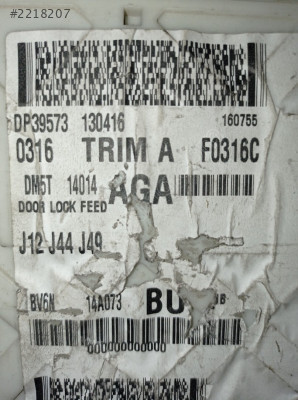 #2218207
DP39573 130416 160755
0316 TRIM A F0316C
DM5T 14014 AGA
DOOR LOCK FEED
J12 J44 J49
BV6N 14A073 BU
000000000000